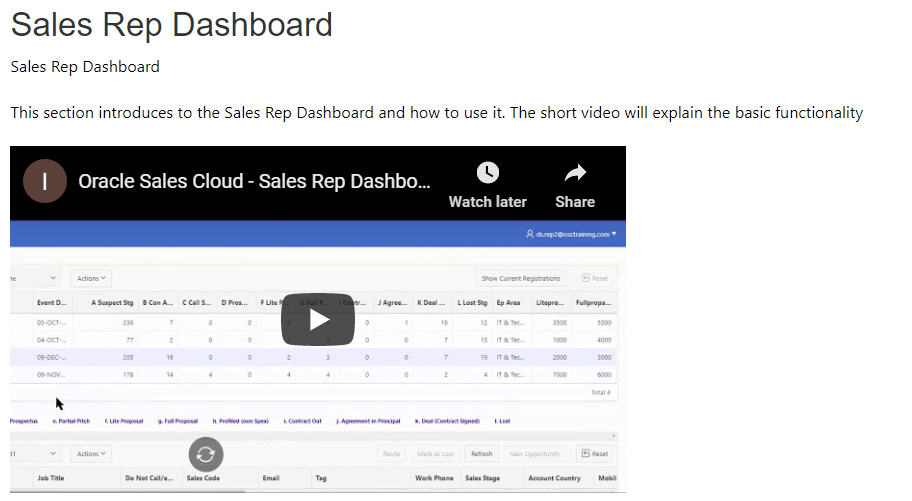 Sales Rep Dashboard
Sales Rep Dashboard
This section introduces to the Sales Rep Dashboard and how to use it. The short video will explain the basic functionality
I Oracle Sales Cloud - Sales Rep Dashbo... Watch later Share
ds.rep2@osctraining.com
Actions Show Current Registrations Reset
Event D... A Suspect Stg B Con A... C Call S... D Pros... F Lite P... J Agree... K Deal ... L Lost Stg Ep Area Litepro... Fullpropa...
05-OCT-... 236 7 0 0 0 1 16 12 IT & Tec... 3500 5500
04-OCT-... 77 2 0 0 0 0 7 15 IT & Tec... 1000 4000
09-DEC-... 205 19 0 0 2 3 0 0 7 19 IT & Tec... 2000 3000
09-NOV... 178 14 4 0 4 4 0 0 2 4 IT & Tec... 7000 6000
Total 4
Prospectus e. Partial Pitch f. Lite Proposal g. Full Proposal h. Profiled (non Spex) i. Contract Out j. Agreement in Principal k. Deal (Contract Signed) l. Lost
Actions Route Mark as Lost Refresh New Opportunity Reset
Job Title Do Not Call/e... Sales Code Email Tag Work Phone Sales Stage Account Country Mobil